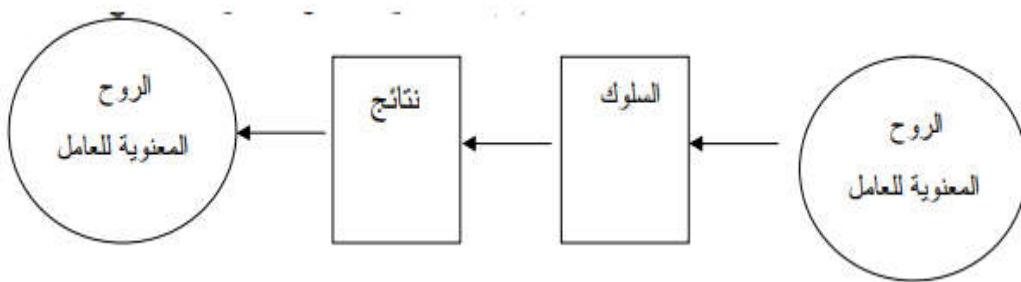 الروح
المعنوية للعامل
السلوك
نتائج
الروح
المعنوية للعامل